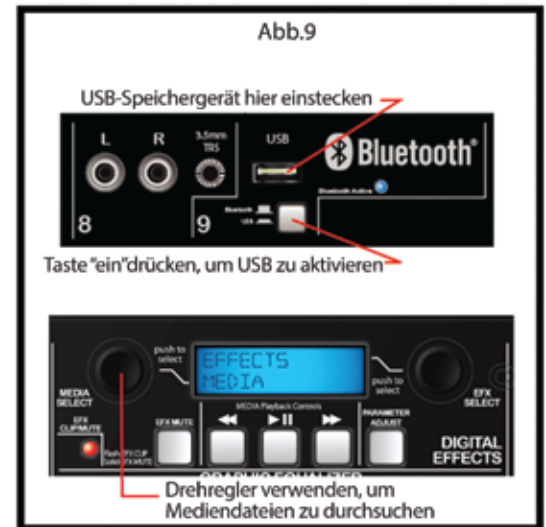 Abb.9
USB-Speichergerät hier einstecken
L R 3.5mm TRS USB
Bluetooth®
Bluetooth Active
Bluetooth
USB
8 9
Taste "ein"drücken, um USB zu aktivieren
push to select
EFFECTS
MEDIA
push to select
MEDIA SELECT
EFX SELECT
MEDIA Playback Controls
EFX CLIP/MUTE
EFX MUTE
PARAMETER ADJUST
DIGITAL EFFECTS
GRAPHIC EQUALIZER
Drehregler verwenden, um
Mediendateien zu durchsuchen